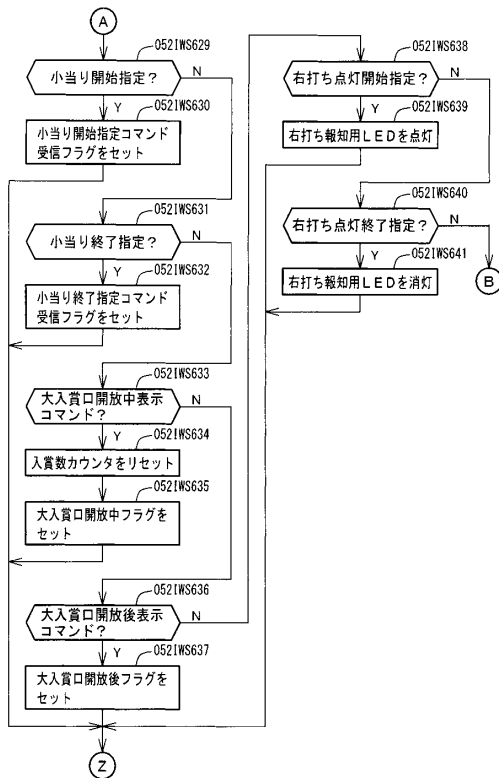 A
052IWS629
小当り開始指定？
N
Y
052IWS630
小当り開始指定コマンド
受信フラグをセット
052IWS631
小当り終了指定？
N
Y
052IWS632
小当り終了指定コマンド
受信フラグをセット
052IWS633
大入賞口開放中表示
コマンド？
N
Y
052IWS634
入賞数カウンタをリセット
052IWS635
大入賞口開放中フラグを
セット
052IWS636
大入賞口開放後表示
コマンド？
N
Y
052IWS637
大入賞口開放後フラグを
セット
Z
052IWS638
右打ち点灯開始指定？
N
Y
052IWS639
右打ち報知用ＬＥＤを点灯
052IWS640
右打ち点灯終了指定？
N
Y
052IWS641
右打ち報知用ＬＥＤを消灯
B